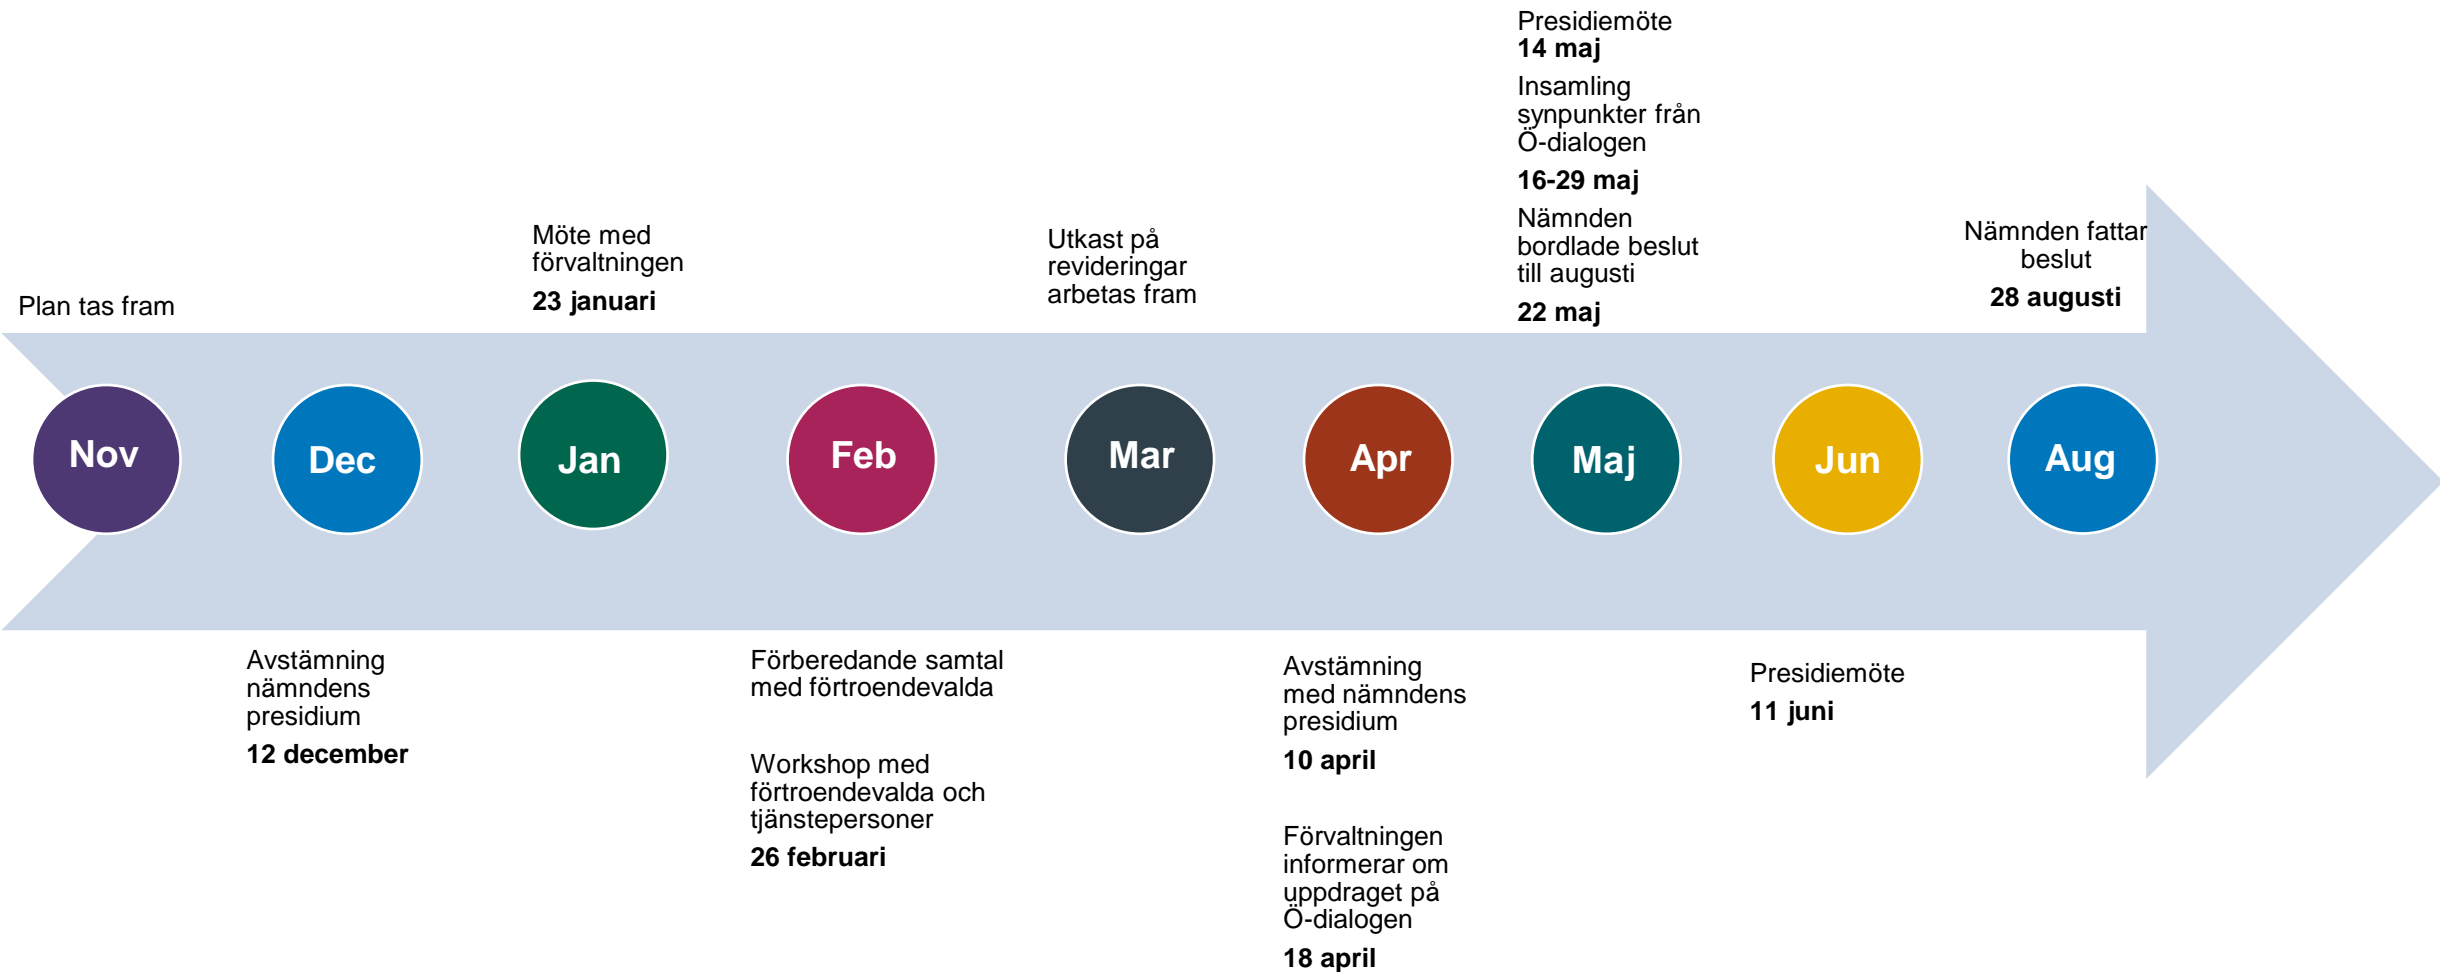 Plan tas fram
Möte med
förvaltningen
23 januari
Utkast på
revideringar
arbetas fram
Presidiemöte
14 maj
Insamling
synpunkter från
Ö-dialogen
16-29 maj
Nämnden
bordlade beslut
till augusti
22 maj
Nämnden fattar
beslut
28 augusti
Nov
Dec
Jan
Feb
Mar
Apr
Maj
Jun
Aug
Avstämning
nämndens
presidium
12 december
Förberedande samtal
med förtroendevalda
Workshop med
förtroendevalda och
tjänstepersoner
26 februari
Avstämning
med nämndens
presidium
10 april
Förvaltningen
informerar om
uppdraget på
Ö-dialogen
18 april
Presidiemöte
11 juni